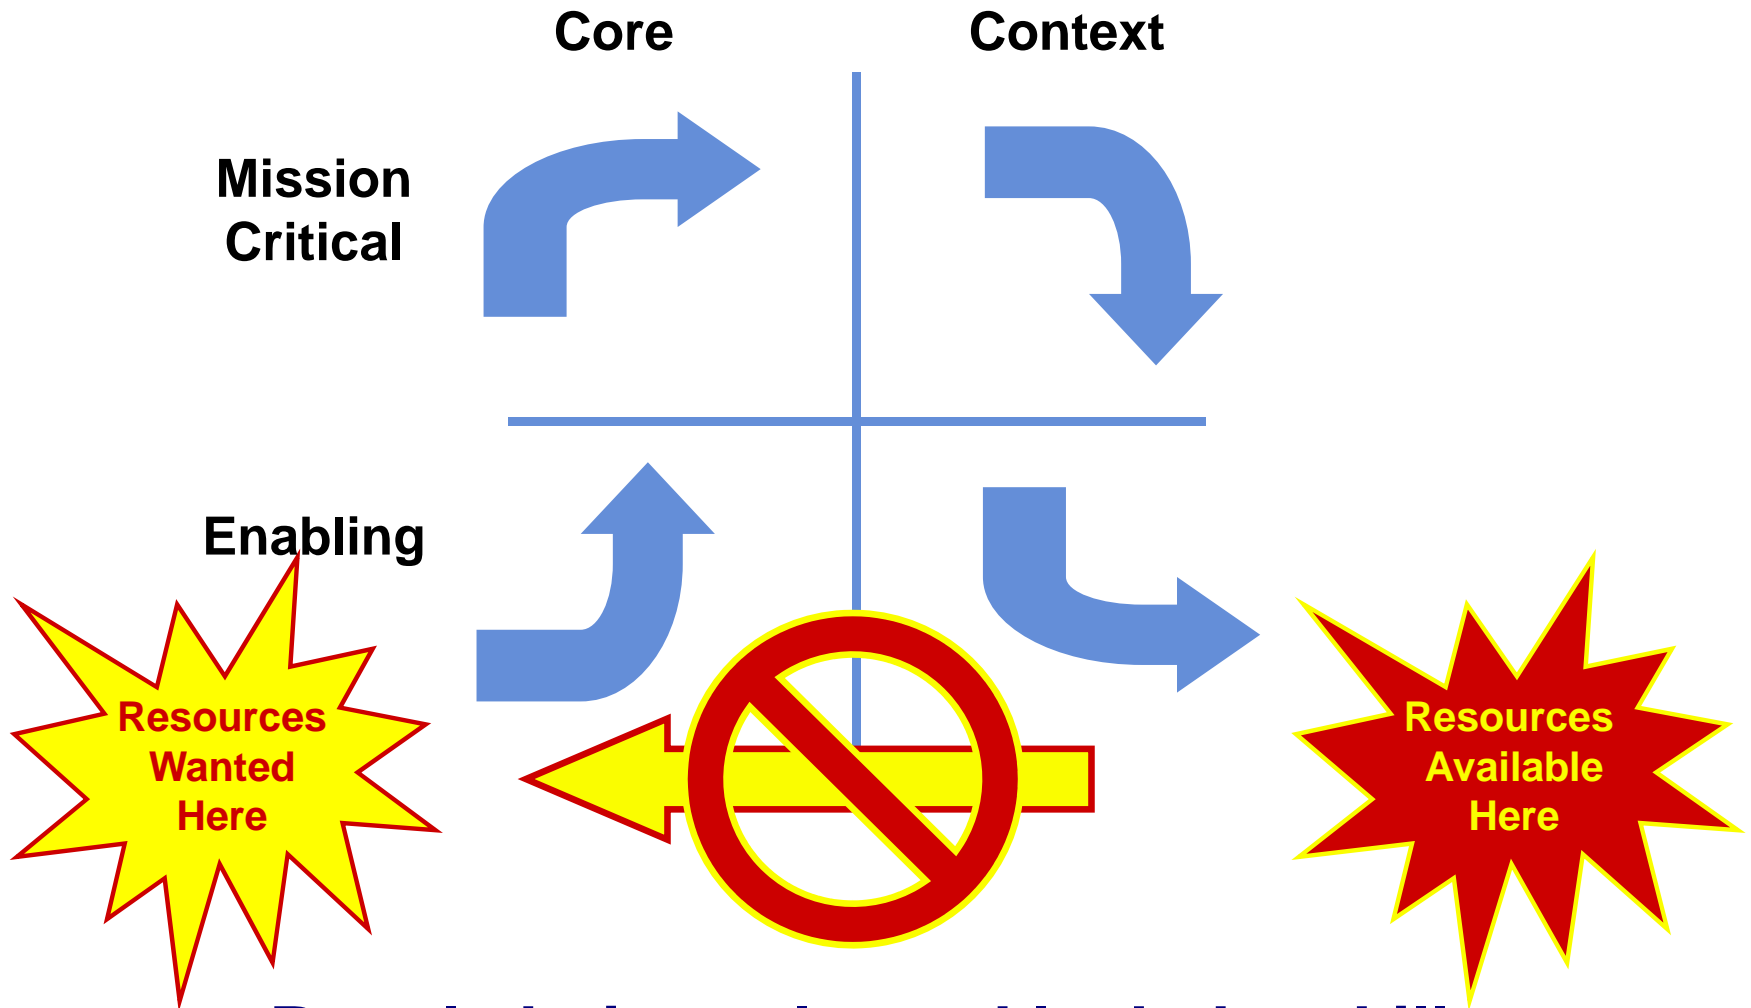 Core
Context
Mission
Critical
Enabling
Resources
Wanted
Here
Resources
Available
Here